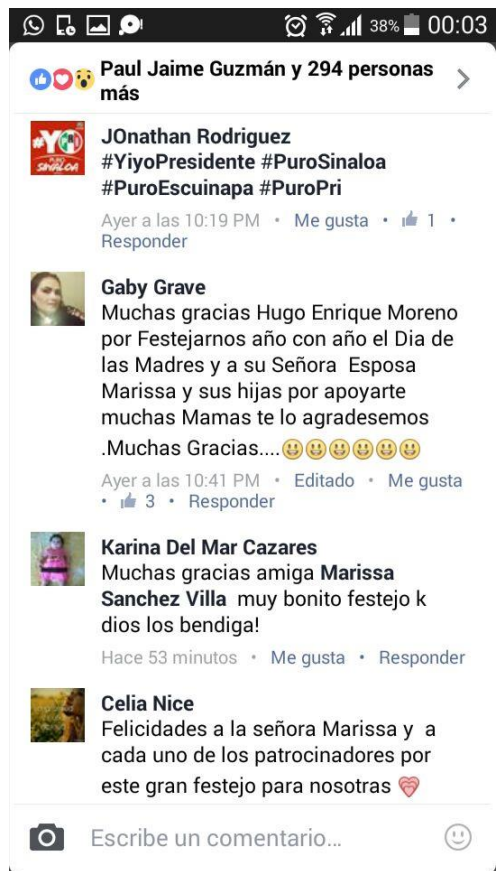 38% 00:03
Paul Jaime Guzmán y 294 personas
más
#YO PRI
PURO
SINALOA
JOnathan Rodriguez
#YiyoPresidente #PuroSinaloa
#PuroEscuinapa #PuroPri
Ayer a las 10:19 PM • Me gusta • 1 •
Responder
Gaby Grave
Muchas gracias Hugo Enrique Moreno
por Festejarnos año con año el Dia de
las Madres y a su Señora Esposa
Marissa y sus hijas por apoyarte
muchas Mamas te lo agradesemos
.Muchas Gracias....😃😃😃😃😃😃
Ayer a las 10:41 PM • Editado • Me gusta
• 3 • Responder
Karina Del Mar Cazares
Muchas gracias amiga Marissa
Sanchez Villa muy bonito festejo k
dios los bendiga!
Hace 53 minutos • Me gusta • Responder
Celia Nice
Felicidades a la señora Marissa y a
cada uno de los patrocinadores por
este gran festejo para nosotras 💗
Escribe un comentario...